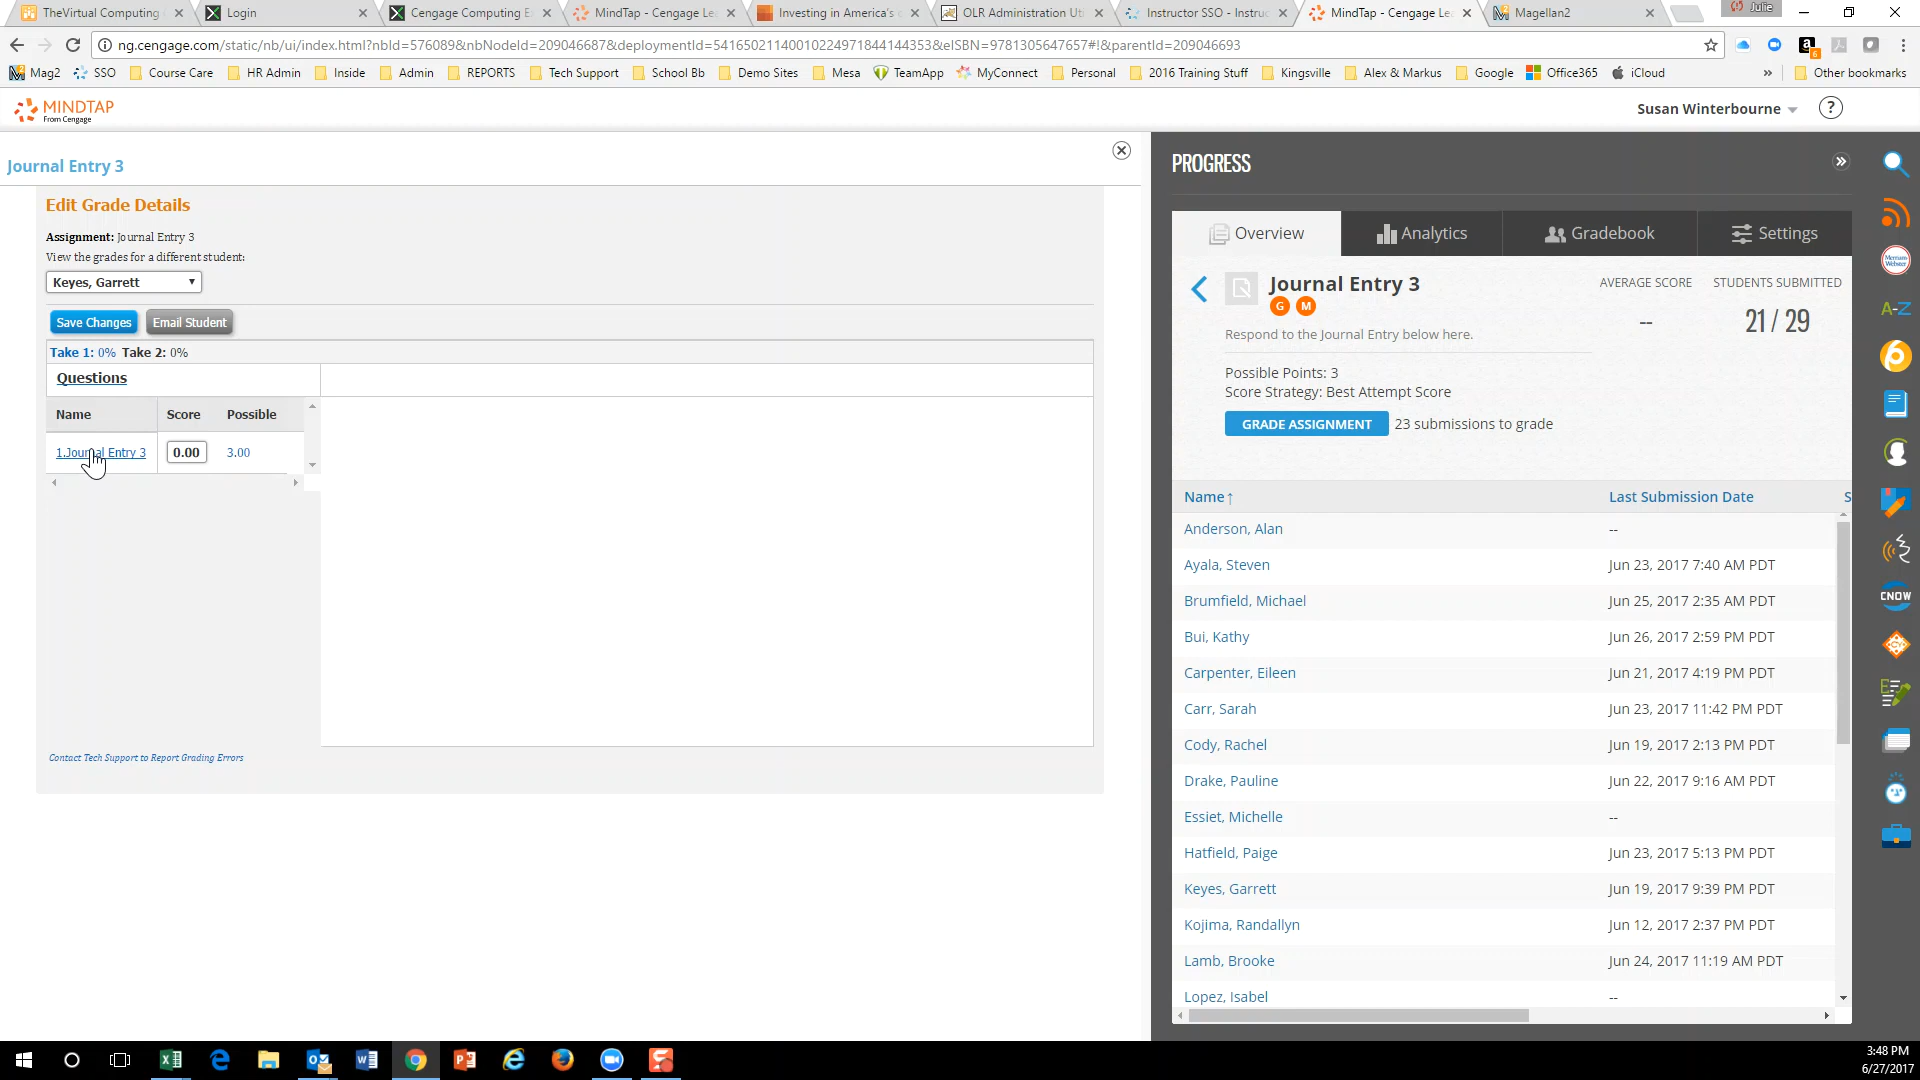 TheVirtual Computing
Login
Cengage Computing E
MindTap - Cengage Le
Investing in America's e
OLR Administration Uti
Instructor SSO - Instruc
MindTap - Cengage Le
Magellan2
Julie
ng.cengage.com/static/nb/ui/index.html?nbId=576089&nbNodeId=209046687&deploymentId=54165021140010224971844144353&eISBN=9781305647657#!&parentId=209046693
Mag2 SSO Course Care HR Admin Inside Admin REPORTS Tech Support School Bb Demo Sites Mesa TeamApp MyConnect Personal 2016 Training Stuff Kingsville Alex & Markus Google Office365 iCloud » Other bookmarks
MINDTAP
From Cengage
Susan Winterbourne
?
Journal Entry 3
Edit Grade Details
Assignment: Journal Entry 3
View the grades for a different student:
Keyes, Garrett
Save Changes Email Student
Take 1: 0% Take 2: 0%
Questions
Name Score Possible
1.Journal Entry 3 0.00 3.00
Contact Tech Support to Report Grading Errors
PROGRESS
Overview Analytics Gradebook Settings
Journal Entry 3
G M
AVERAGE SCORE STUDENTS SUBMITTED
-- 21 / 29
Respond to the Journal Entry below here.
Possible Points: 3
Score Strategy: Best Attempt Score
GRADE ASSIGNMENT 23 submissions to grade
Name↑ Last Submission Date S
Anderson, Alan --
Ayala, Steven Jun 23, 2017 7:40 AM PDT
Brumfield, Michael Jun 25, 2017 2:35 AM PDT
Bui, Kathy Jun 26, 2017 2:59 PM PDT
Carpenter, Eileen Jun 21, 2017 4:19 PM PDT
Carr, Sarah Jun 23, 2017 11:42 PM PDT
Cody, Rachel Jun 19, 2017 2:13 PM PDT
Drake, Pauline Jun 22, 2017 9:16 AM PDT
Essiet, Michelle --
Hatfield, Paige Jun 23, 2017 5:13 PM PDT
Keyes, Garrett Jun 19, 2017 9:39 PM PDT
Kojima, Randallyn Jun 12, 2017 2:37 PM PDT
Lamb, Brooke Jun 24, 2017 11:19 AM PDT
Lopez, Isabel --
A-Z
CNOW
3:48 PM
6/27/2017